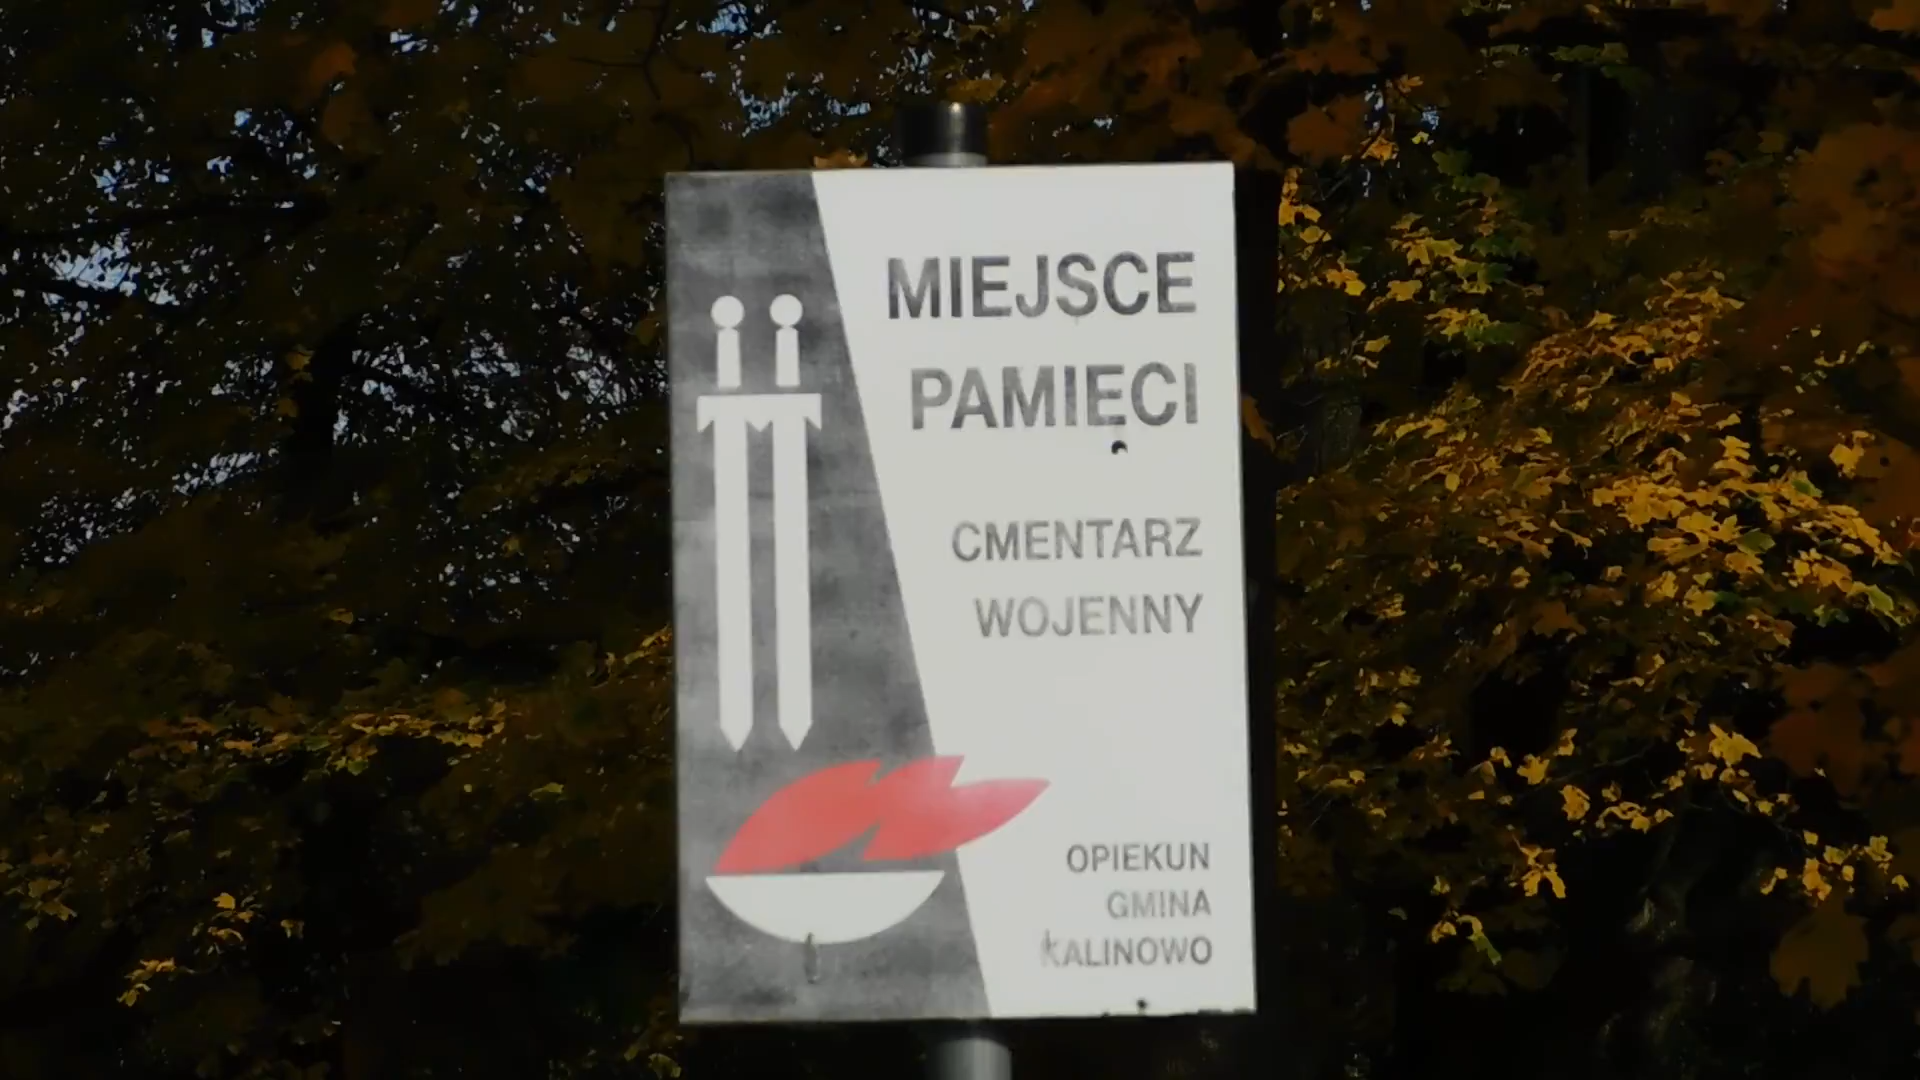 MIEJSCE
PAMIĘCI
CMENTARZ
WOJENNY
OPIEKUN
GMINA
KALINOWO